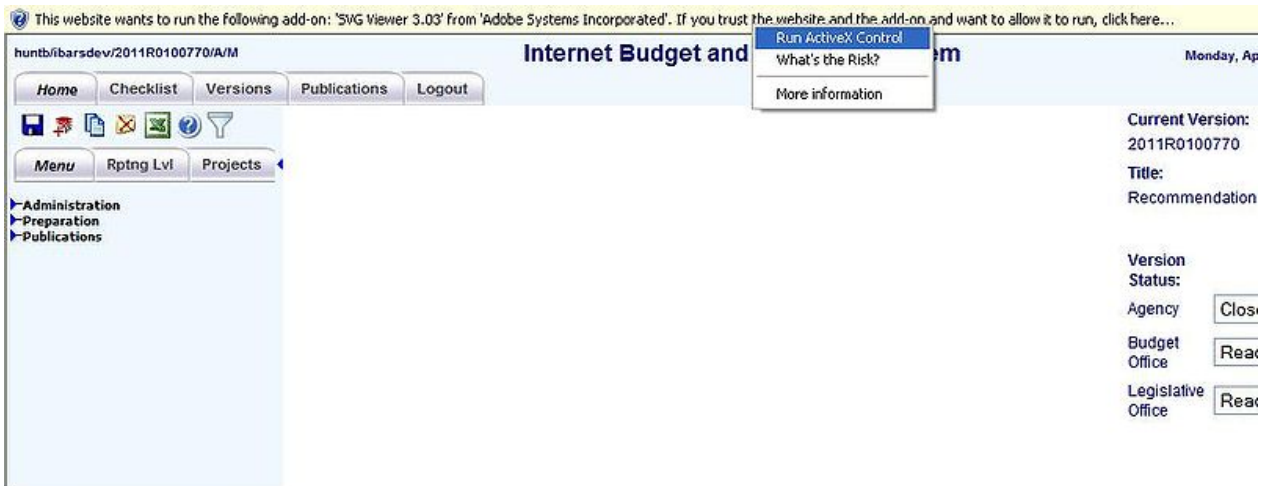 This website wants to run the following add-on: 'SVG Viewer 3.03' from 'Adobe Systems Incorporated'. If you trust the website and the add-on and want to allow it to run, click here...
Run ActiveX Control
What's the Risk?
More information
huntb/ibarsdev/2011R0100770/A/M
Internet Budget and em
Monday, Ap
Home Checklist Versions Publications Logout
Menu Rptng Lvl Projects
Administration
Preparation
Publications
Current Version:
2011R0100770
Title:
Recommendation
Version
Status:
Agency Clos
Budget
Office Read
Legislative
Office Read